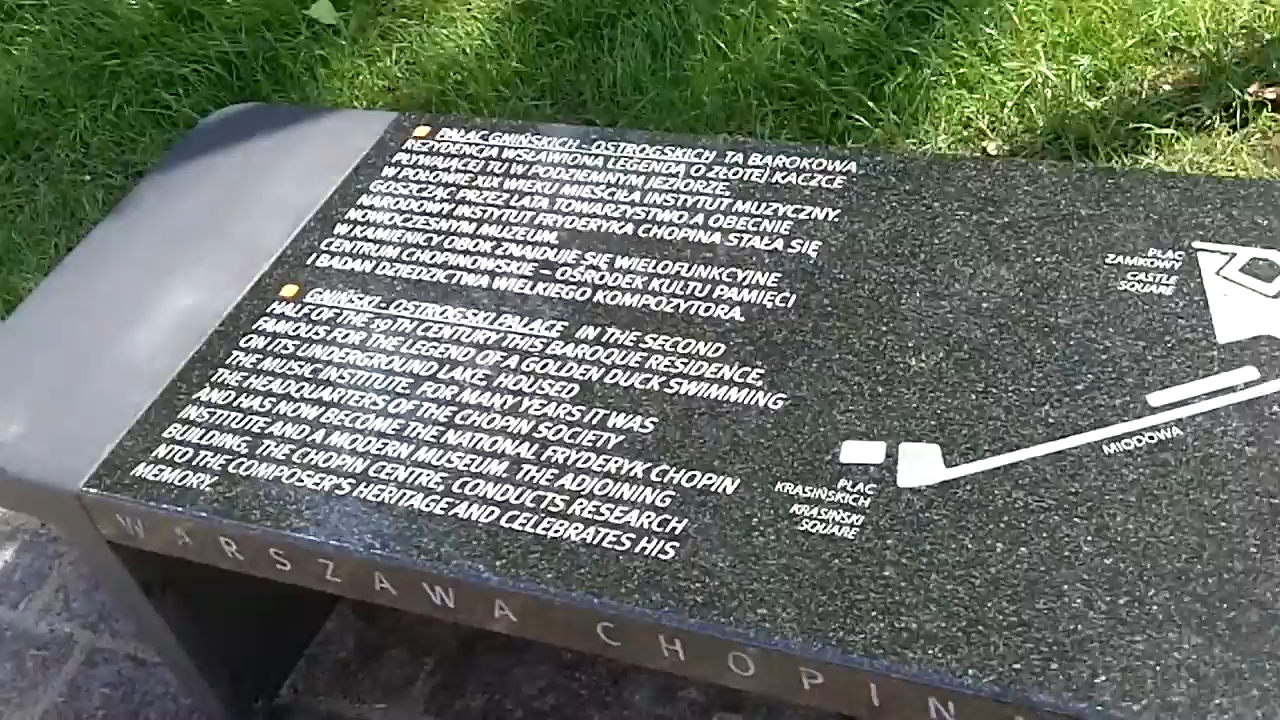 PAŁAC GNIŃSKICH - OSTROGSKICH TA BAROKOWA
REZYDENCJA WSŁAWIONA LEGENDĄ O ZŁOTEJ KACZCE
PŁYWAJĄCEJ TU W PODZIEMNYM JEZIORZE,
W POŁOWIE XIX WIEKU MIEŚCIŁA INSTYTUT MUZYCZNY.
GOSZCZĄC PRZEZ LATA TOWARZYSTWO A OBECNIE
NARODOWY INSTYTUT FRYDERYKA CHOPINA STAŁA SIĘ
NOWOCZESNYM MUZEUM.
W KAMIENICY OBOK ZNAJDUJE SIĘ WIELOFUNKCYJNE
CENTRUM CHOPINOWSKIE – OŚRODEK KULTU PAMIĘCI
I BADAŃ DZIEDZICTWA WIELKIEGO KOMPOZYTORA.
GNIŃSKI - OSTROGSKI PALACE IN THE SECOND
HALF OF THE 19TH CENTURY THIS BAROQUE RESIDENCE,
FAMOUS FOR THE LEGEND OF A GOLDEN DUCK SWIMMING
ON ITS UNDERGROUND LAKE, HOUSED
THE MUSIC INSTITUTE. FOR MANY YEARS IT WAS
THE HEADQUARTERS OF THE CHOPIN SOCIETY
AND HAS NOW BECOME THE NATIONAL FRYDERYK CHOPIN
INSTITUTE AND A MODERN MUSEUM. THE ADJOINING
BUILDING, THE CHOPIN CENTRE, CONDUCTS RESEARCH
NTO THE COMPOSER'S HERITAGE AND CELEBRATES HIS
MEMORY.
PLAC
ZAMKOWY
CASTLE
SQUARE
MIODOWA
PLAC
KRASIŃSKICH
KRASIŃSKI
SQUARE
WARSZAWA CHOPIN